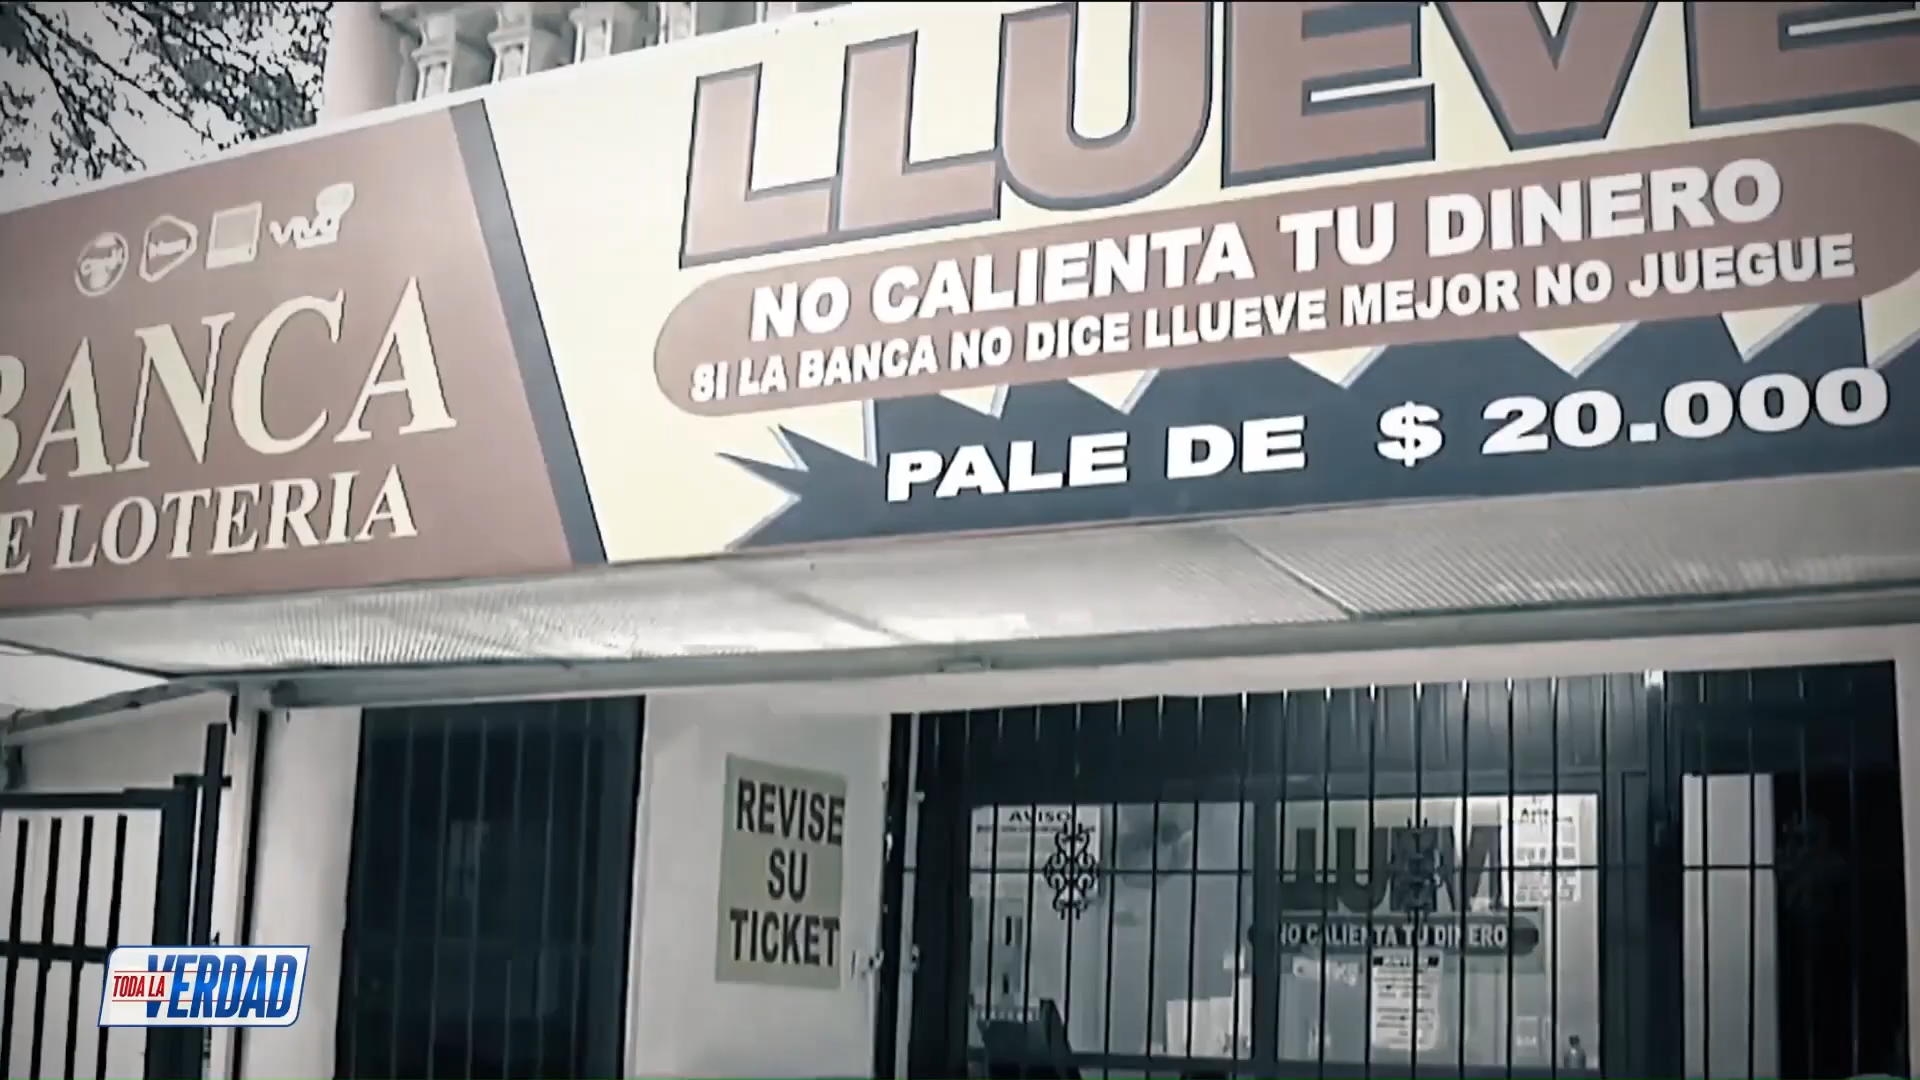 LLUEVE
NO CALIENTA TU DINERO
SI LA BANCA NO DICE LLUEVE MEJOR NO JUEGUE
PALE DE $ 20.000
BANCA
E LOTERIA
REVISE
SU
TICKET
AVISO
NO CALIENTA TU DINERO
TODA LA
VERDAD